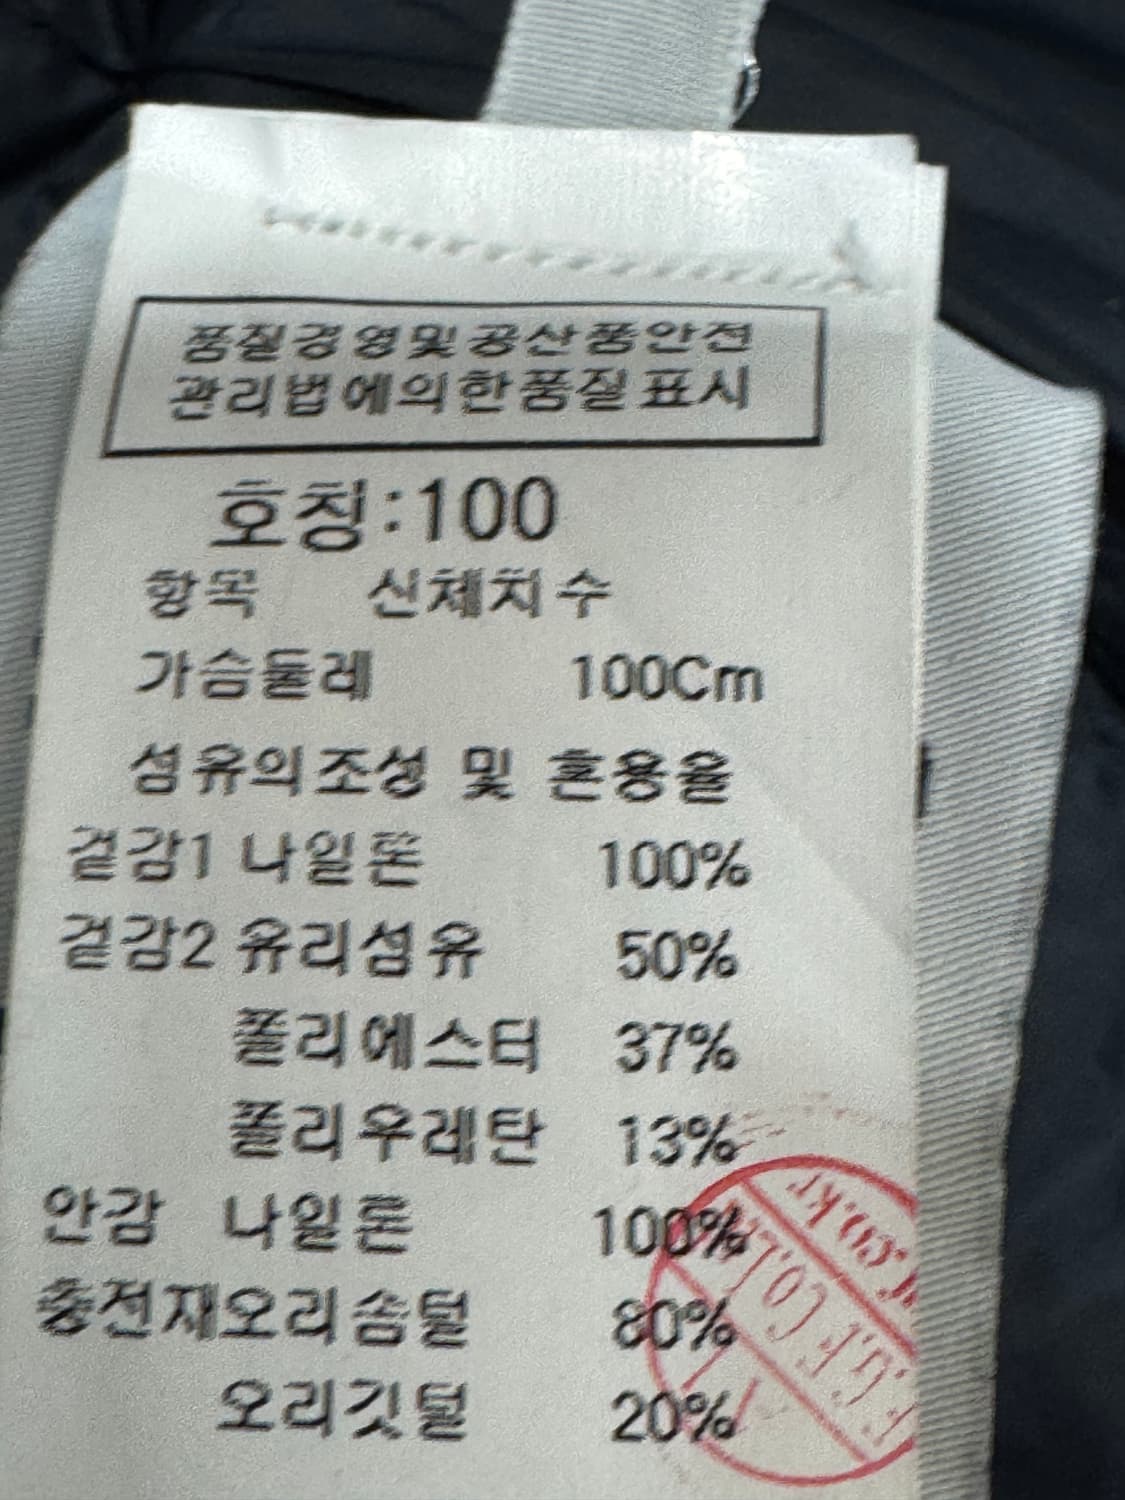 품질경영및공산품안전
관리법에의한품질표시
호칭:100
항목 신체치수
가슴둘레 100Cm
섬유의조성 및 혼용율
겉감1 나일론 100%
겉감2 유리섬유 50%
폴리에스터 37%
폴리우레탄 13%
안감 나일론 100%
충전재오리솜털 80%
오리깃털 20%